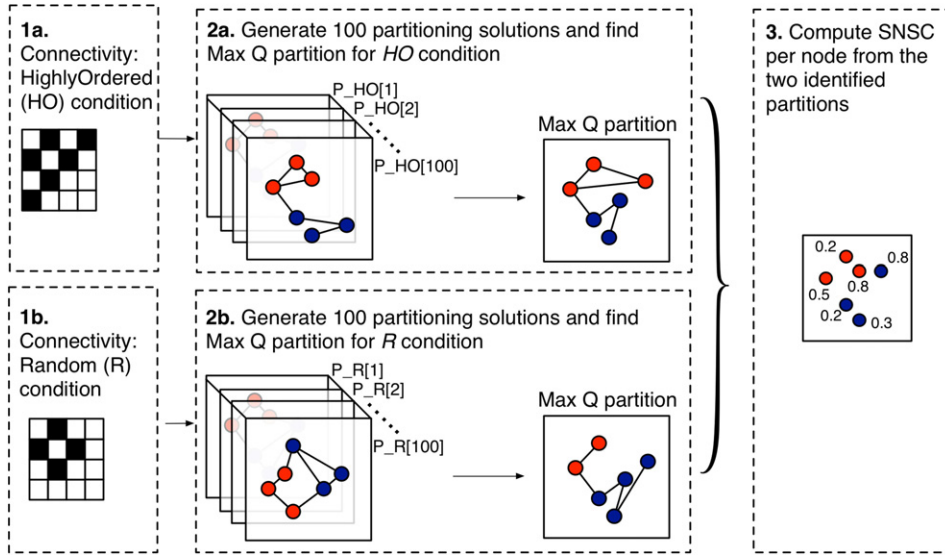 1a.
Connectivity:
HighlyOrdered
(HO) condition
2a. Generate 100 partitioning solutions and find
Max Q partition for HO condition
P_HO[1]
P_HO[2]
P_HO[100]
Max Q partition
1b.
Connectivity:
Random (R)
condition
2b. Generate 100 partitioning solutions and find
Max Q partition for R condition
P_R[1]
P_R[2]
P_R[100]
Max Q partition
3. Compute SNSC
per node from the
two identified
partitions
0.2
0.8
0.5
0.8
0.2
0.3